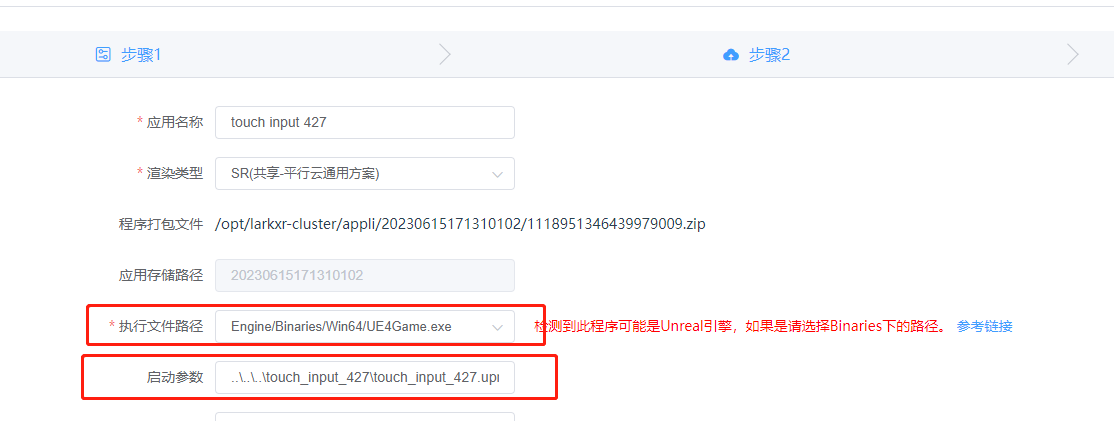 步骤1
步骤2
* 应用名称 touch input 427
* 渲染类型 SR(共享-平行云通用方案)
程序打包文件 /opt/larkxr-cluster/appli/20230615171310102/1118951346439979009.zip
应用存储路径 20230615171310102
* 执行文件路径 Engine/Binaries/Win64/UE4Game.exe 检测到此程序可能是Unreal引擎，如果是请选择Binaries下的路径。 参考链接
启动参数 ..\..\..\touch_input_427\touch_input_427.upr